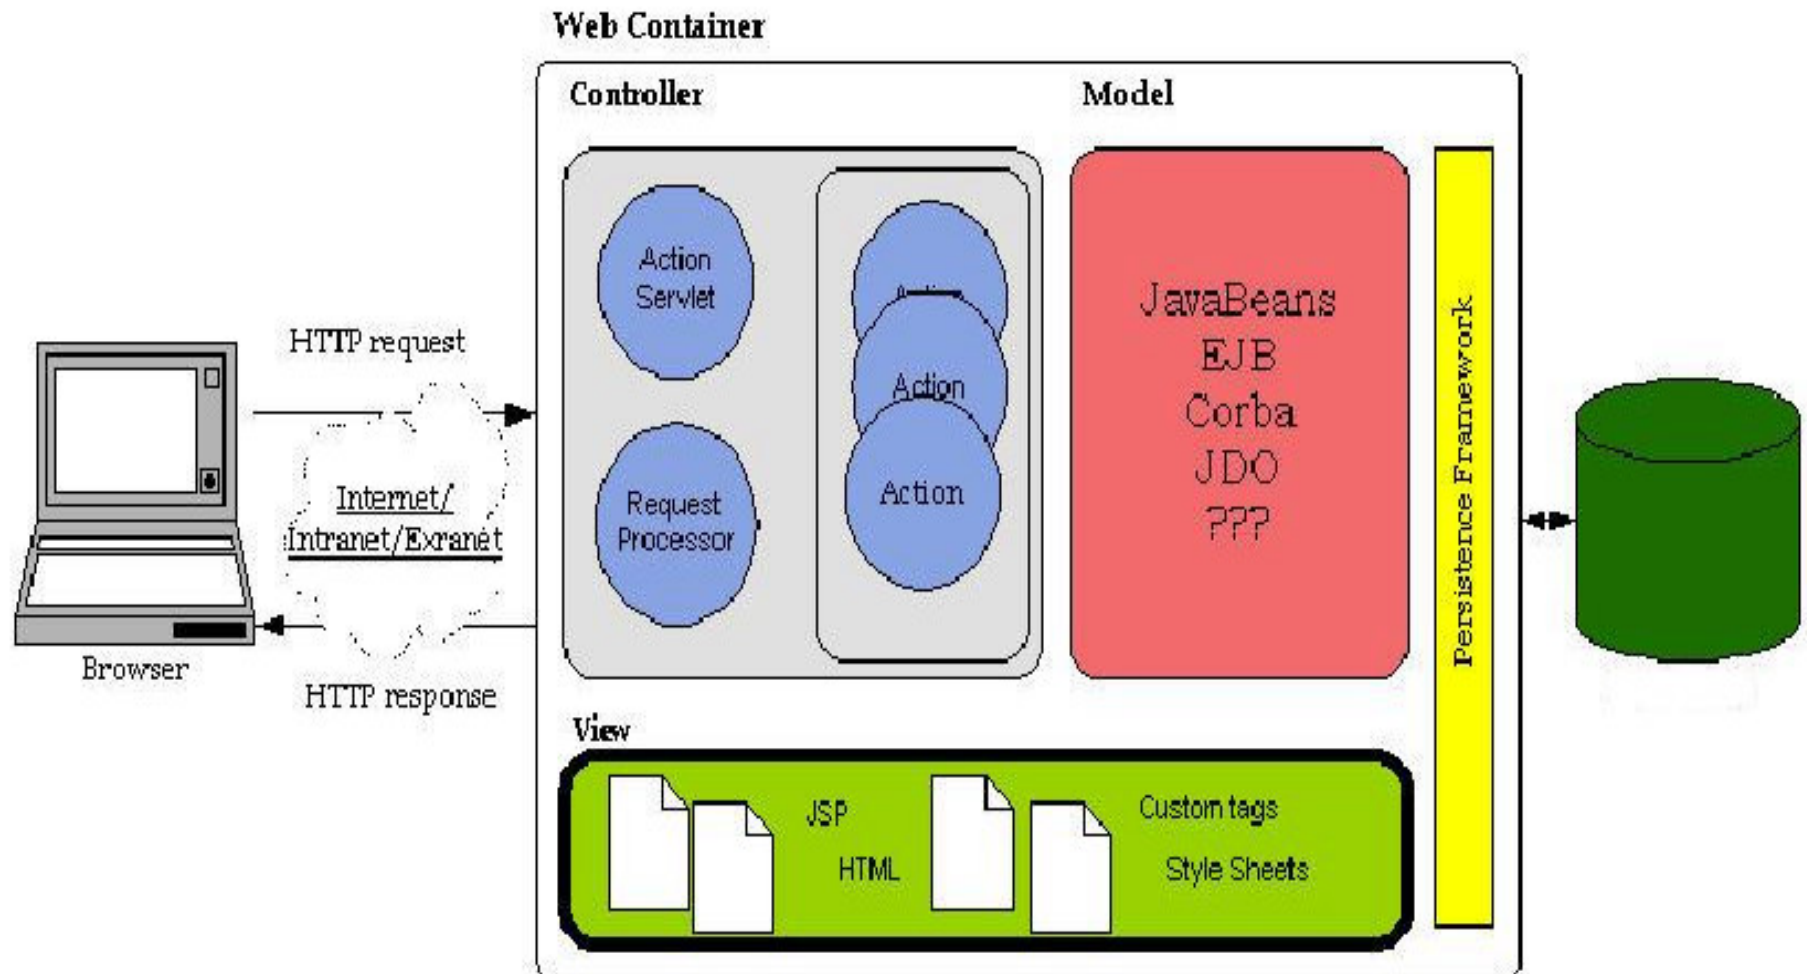 Web Container
Controller
Model
Action
Servlet
Action
Action
Request
Processor
Action
JavaBeans
EJB
Corba
JDO
???
Persistence Framework
HTTP request
Internet/
Intranet/Exranet
HTTP response
Browser
View
JSP
HTML
Custom tags
Style Sheets